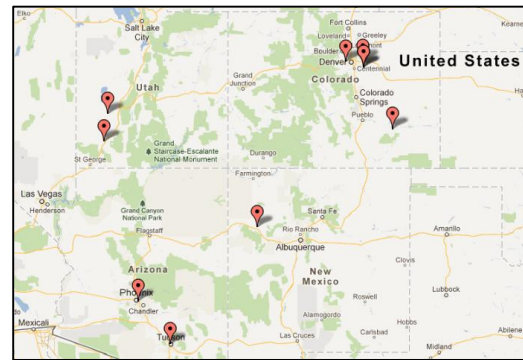 Elko
Salt Lake
City
Fort Collins
Loveland
Greeley
Kearne
Boulder
Denver
Centennial
United States
Utah
Grand
Junction
Colorado
Colorado
Springs
Pueblo
Grand
Staircase-Escalante
National Monument
St George
Durango
Farmington
Las Vegas
Henderson
Grand Canyon
National Park
Flagstaff
Santa Fe
Rio Rancho
Albuquerque
Amarillo
Clovis
Arizona
Phoenix
Chandler
New
Mexico
Roswell
Lubbock
Mexicali
Tucson
Las Cruces
Alamogordo
Carlsbad
Hobbs
Midland
Abilene